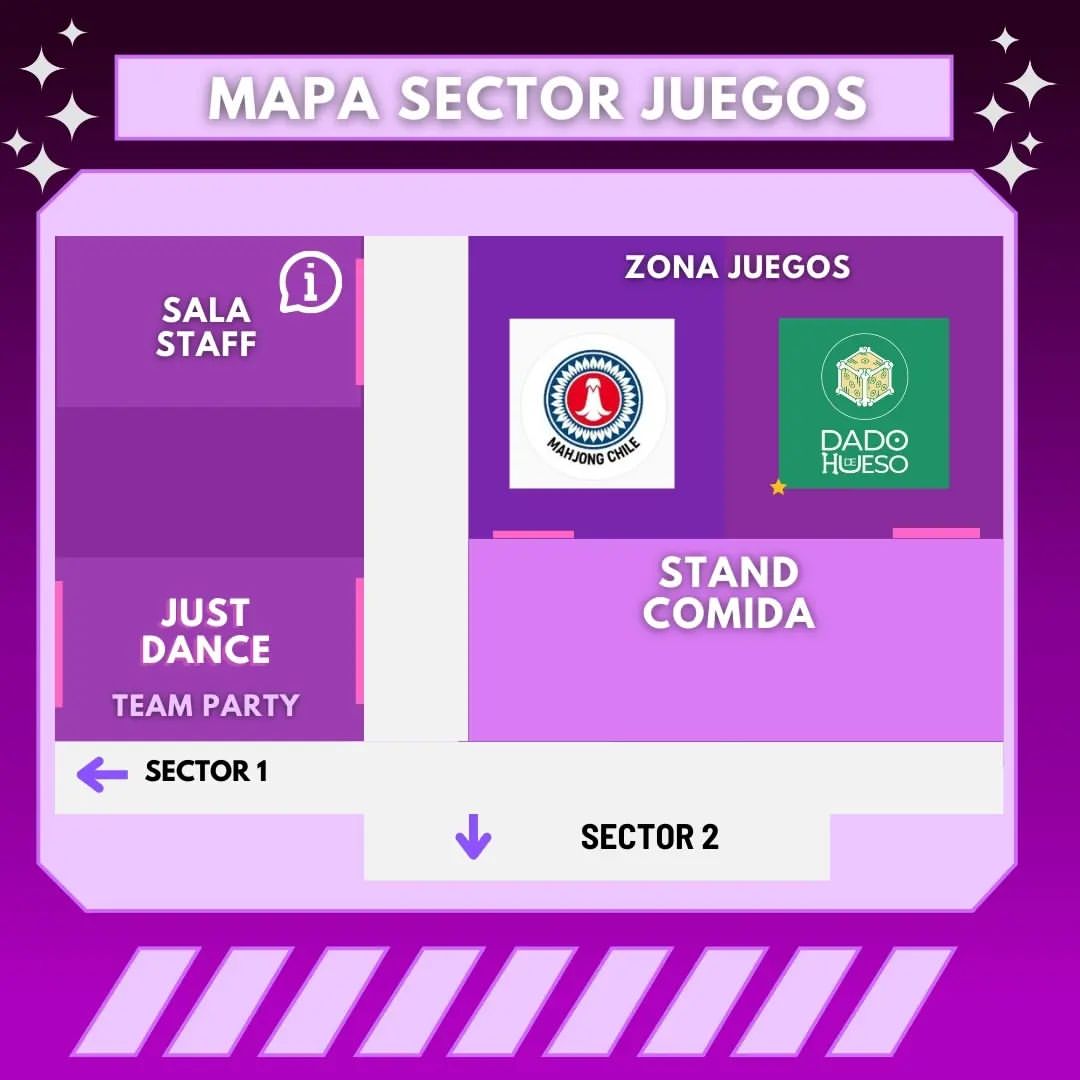 MAPA SECTOR JUEGOS
SALA
STAFF
i
ZONA JUEGOS
MAHJONG CHILE
DADO
DE
HUESO
STAND
COMIDA
JUST
DANCE
TEAM PARTY
SECTOR 1
SECTOR 2